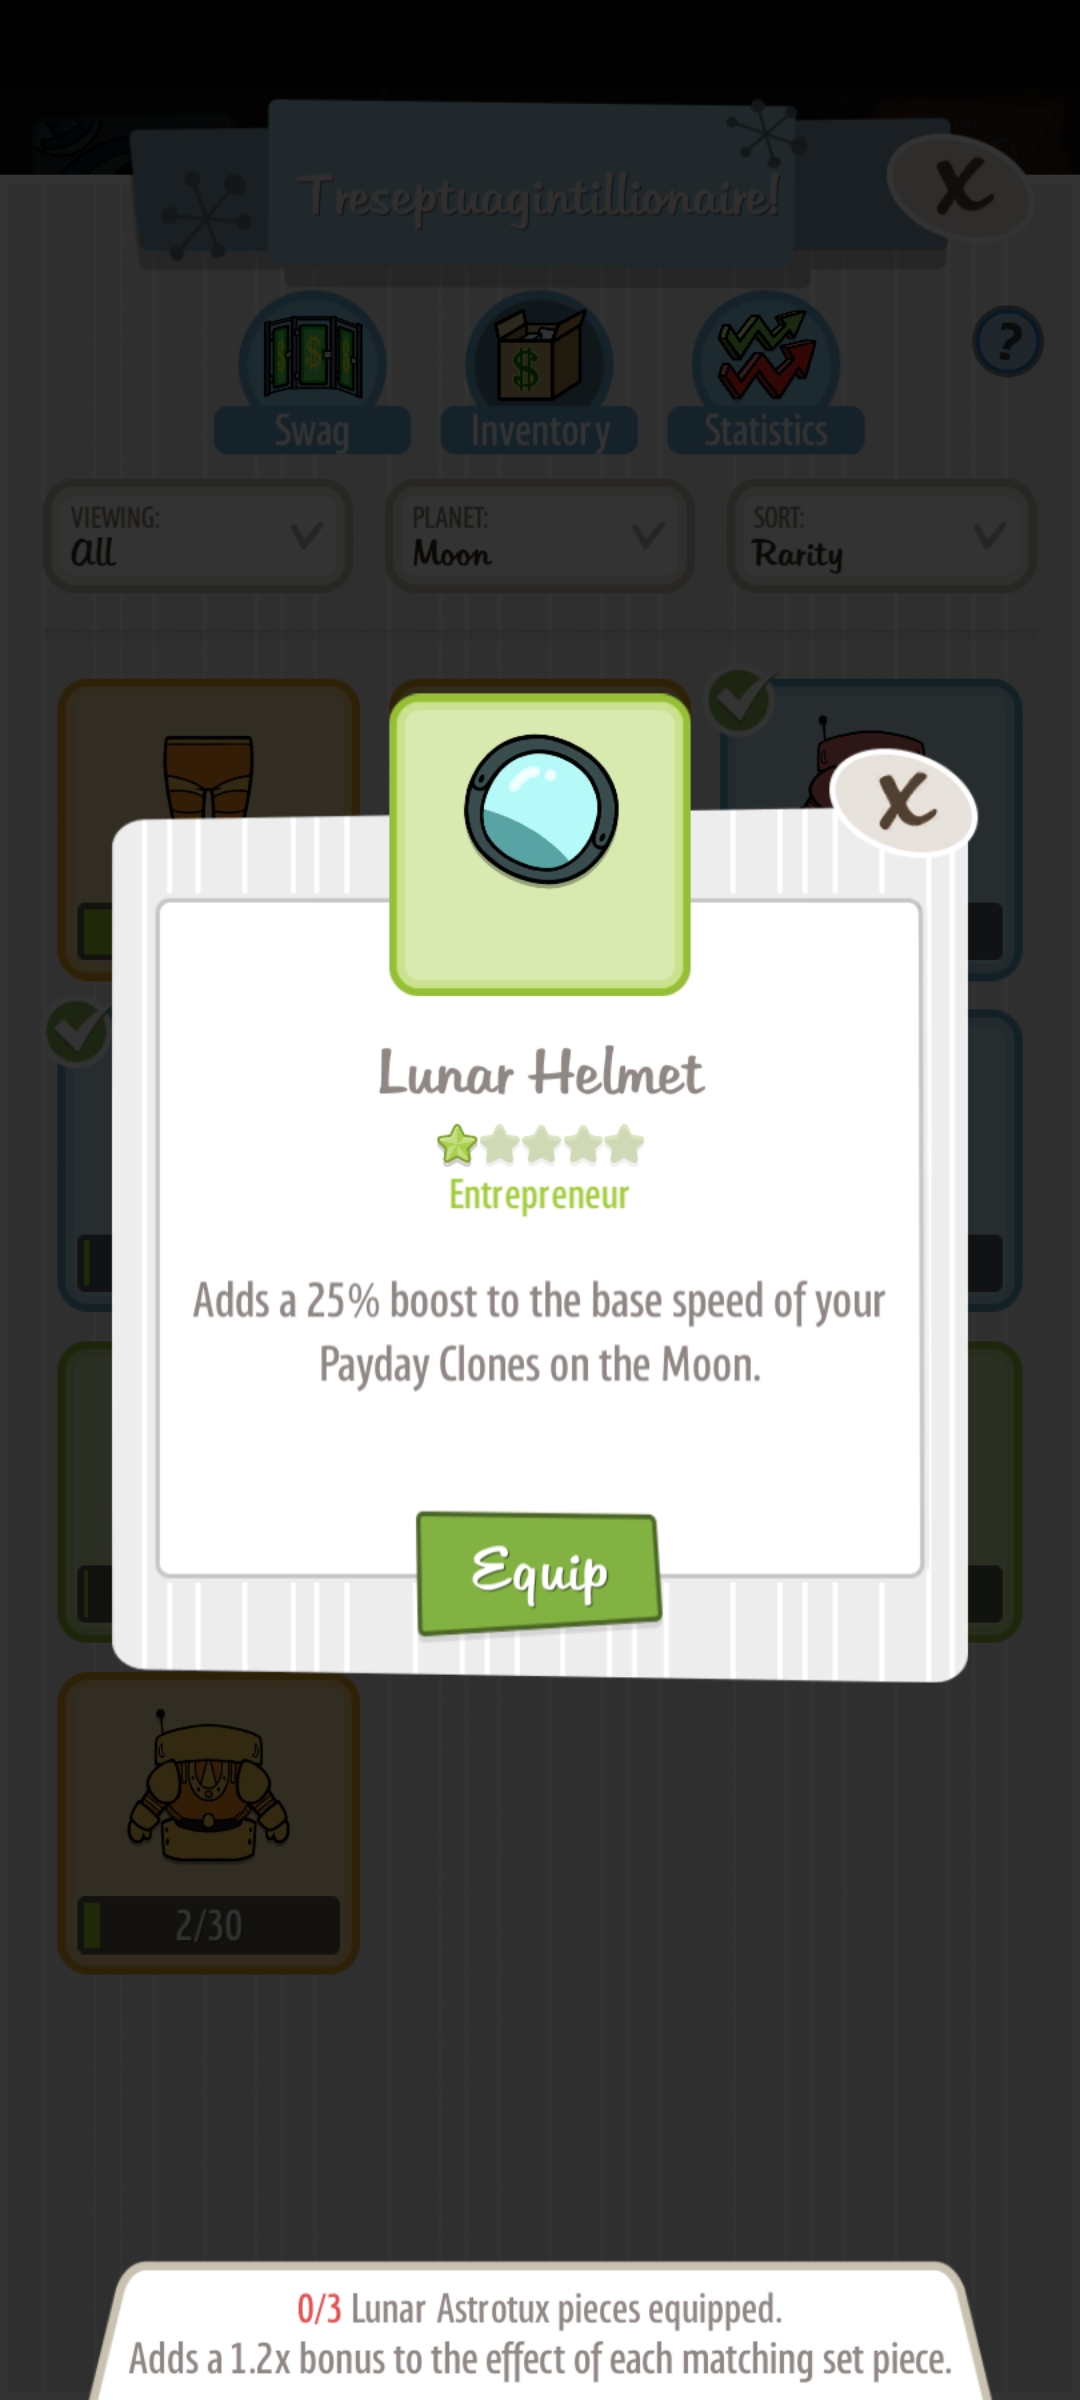 Treseptuagintillionaire!
X
?
Swag
Inventory
Statistics
VIEWING:
All
PLANET:
Moon
SORT:
Rarity
X
Lunar Helmet
Entrepreneur
Adds a 25% boost to the base speed of your
Payday Clones on the Moon.
Equip
2/30
0/3 Lunar Astrotux pieces equipped.
Adds a 1.2x bonus to the effect of each matching set piece.